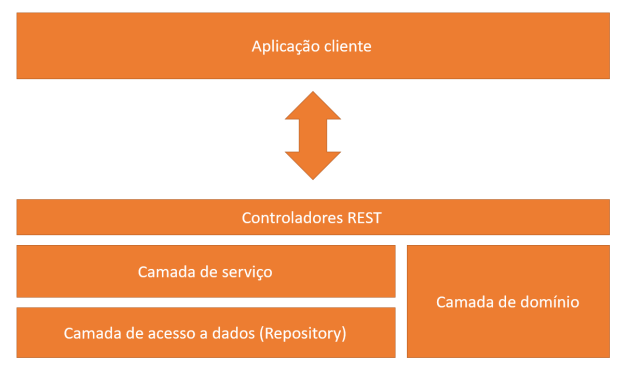 Aplicação cliente
Controladores REST
Camada de serviço
Camada de domínio
Camada de acesso a dados (Repository)